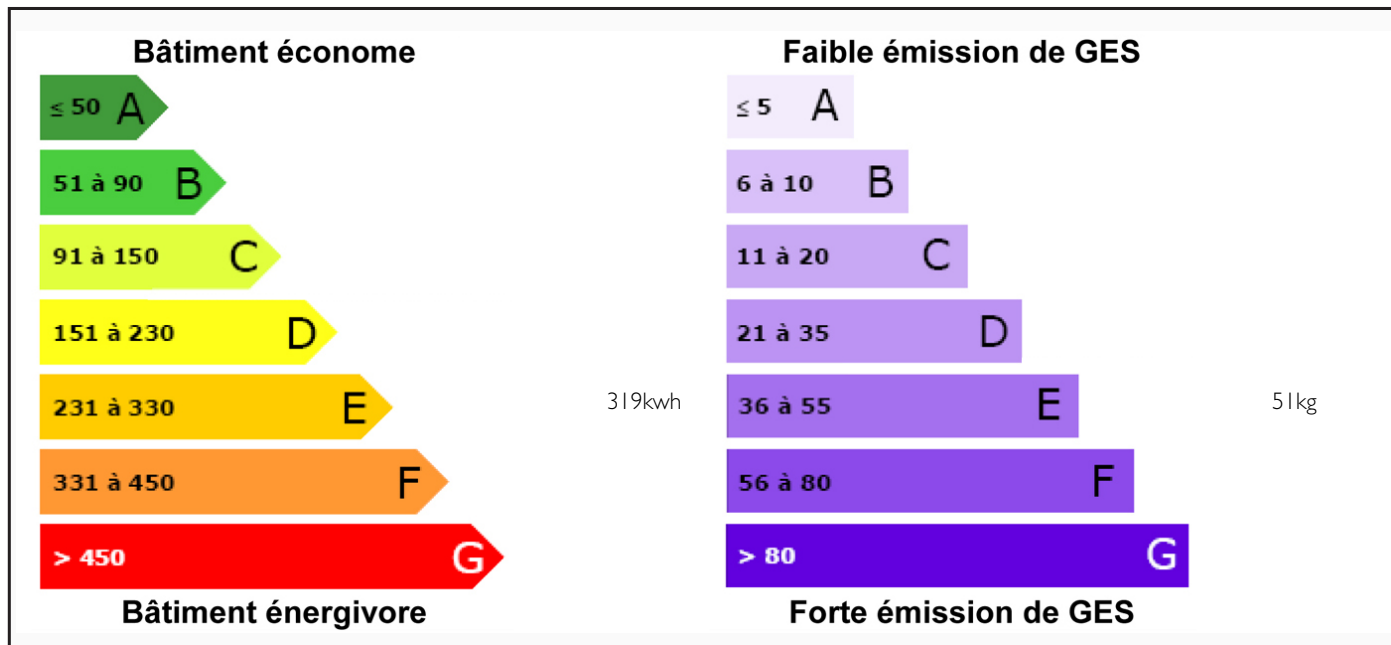 Bâtiment économe
≤ 50 A
51 à 90 B
91 à 150 C
151 à 230 D
231 à 330 E
319kwh
331 à 450 F
> 450 G
Bâtiment énergivore
Faible émission de GES
≤ 5 A
6 à 10 B
11 à 20 C
21 à 35 D
36 à 55 E
51kg
56 à 80 F
> 80 G
Forte émission de GES